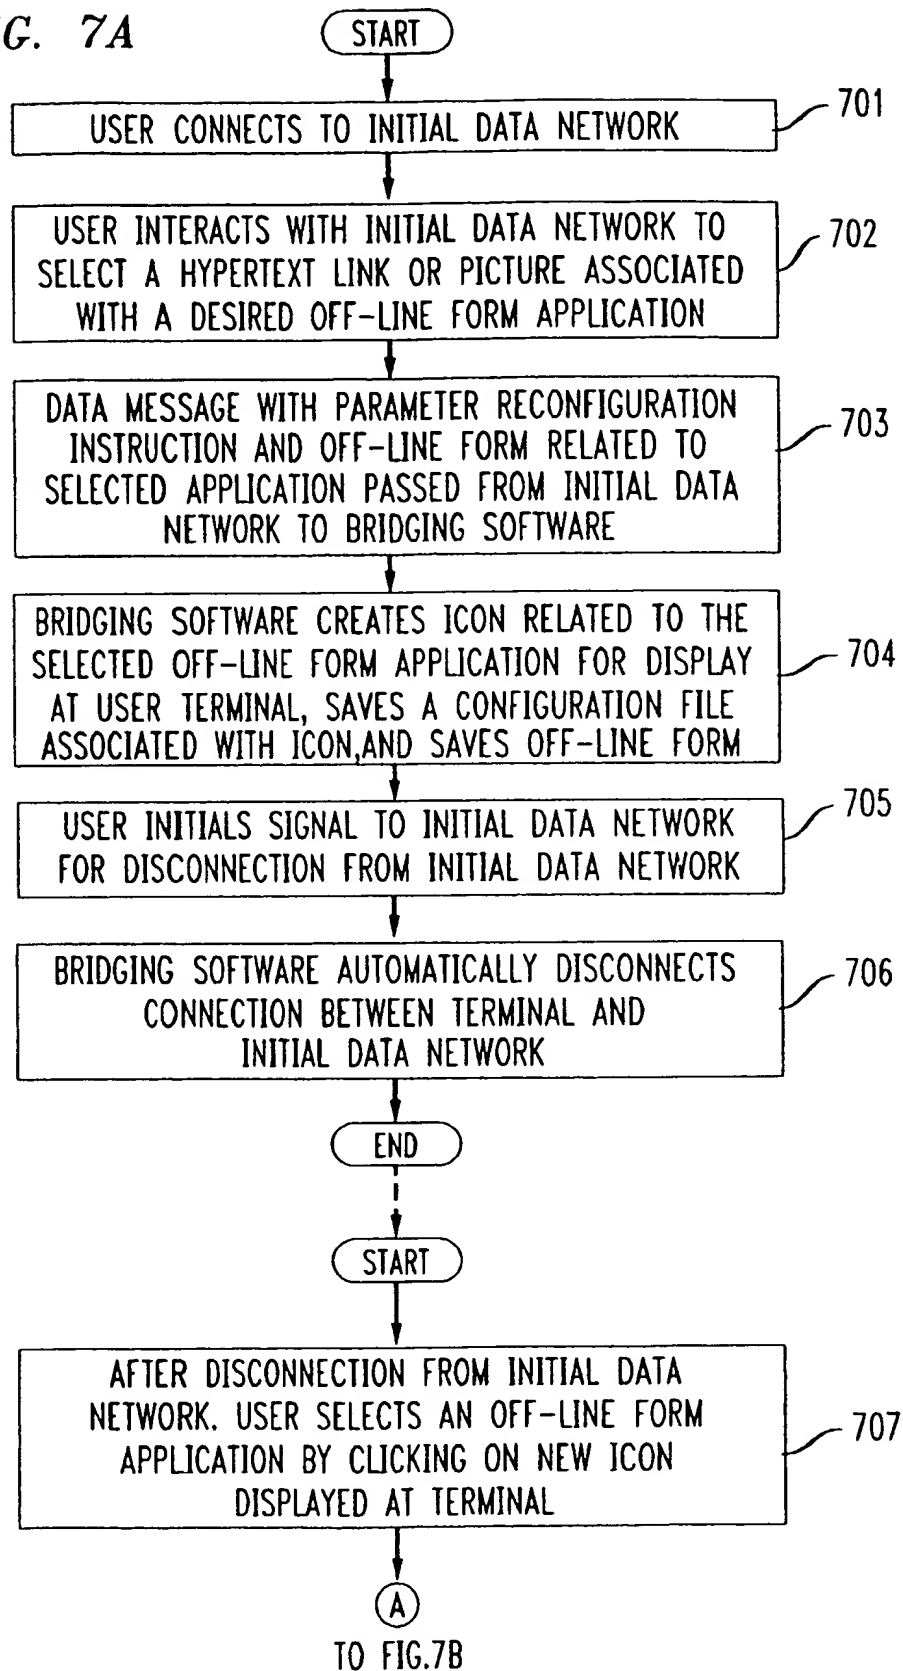 G. 7A
START
USER CONNECTS TO INITIAL DATA NETWORK
701
USER INTERACTS WITH INITIAL DATA NETWORK TO
SELECT A HYPERTEXT LINK OR PICTURE ASSOCIATED
WITH A DESIRED OFF-LINE FORM APPLICATION
702
DATA MESSAGE WITH PARAMETER RECONFIGURATION
INSTRUCTION AND OFF-LINE FORM RELATED TO
SELECTED APPLICATION PASSED FROM INITIAL DATA
NETWORK TO BRIDGING SOFTWARE
703
BRIDGING SOFTWARE CREATES ICON RELATED TO THE
SELECTED OFF-LINE FORM APPLICATION FOR DISPLAY
AT USER TERMINAL, SAVES A CONFIGURATION FILE
ASSOCIATED WITH ICON,AND SAVES OFF-LINE FORM
704
USER INITIALS SIGNAL TO INITIAL DATA NETWORK
FOR DISCONNECTION FROM INITIAL DATA NETWORK
705
BRIDGING SOFTWARE AUTOMATICALLY DISCONNECTS
CONNECTION BETWEEN TERMINAL AND
INITIAL DATA NETWORK
706
END
START
AFTER DISCONNECTION FROM INITIAL DATA
NETWORK. USER SELECTS AN OFF-LINE FORM
APPLICATION BY CLICKING ON NEW ICON
DISPLAYED AT TERMINAL
707
A
TO FIG.7B